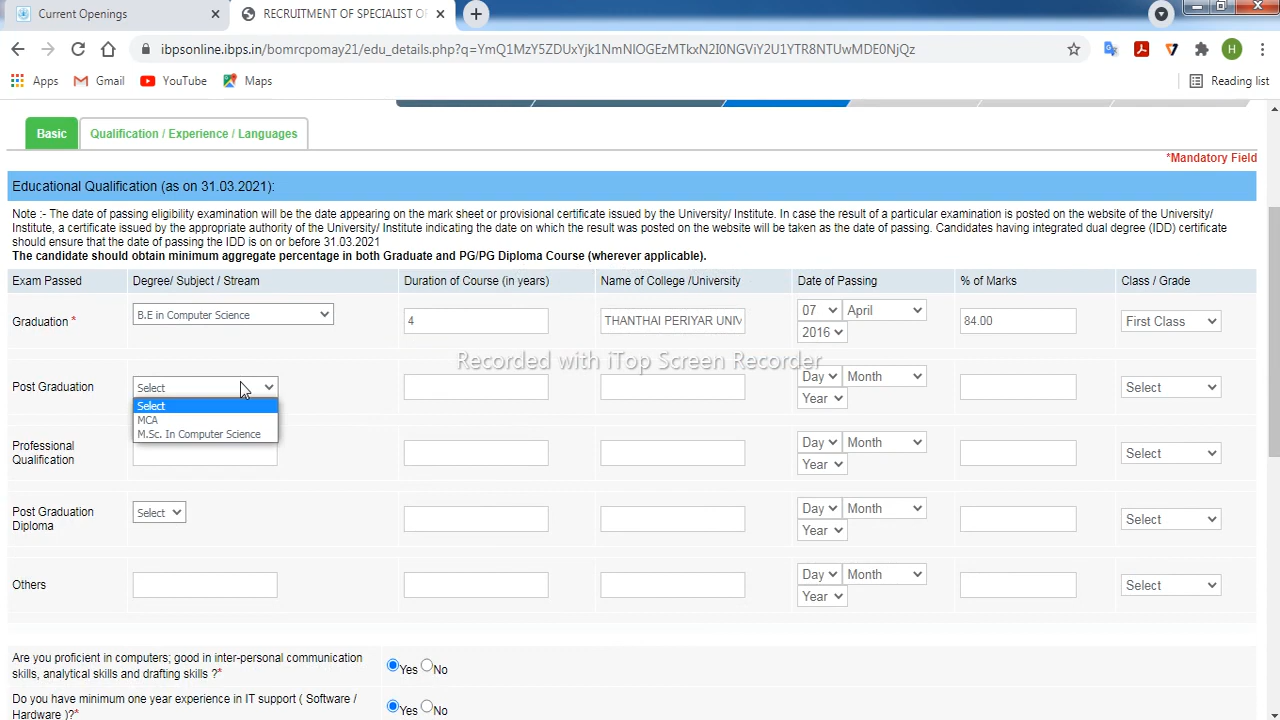 Current Openings
RECRUITMENT OF SPECIALIST O
ibpsonline.ibps.in/bomrcpomay21/edu_details.php?q=YmQ1MzY5ZDUxYjk1NmNlOGEzMTkxN2I0NGViY2U1YTR8NTUwMDE0NjQz
H
Apps
Gmail
YouTube
Maps
Reading list
Basic
Qualification / Experience / Languages
*Mandatory Field
Educational Qualification (as on 31.03.2021):
Note :- The date of passing eligibility examination will be the date appearing on the mark sheet or provisional certificate issued by the University/ Institute. In case the result of a particular examination is posted on the website of the University/
Institute, a certificate issued by the appropriate authority of the University/ Institute indicating the date on which the result was posted on the website will be taken as the date of passing. Candidates having integrated dual degree (IDD) certificate
should ensure that the date of passing the IDD is on or before 31.03.2021
The candidate should obtain minimum aggregate percentage in both Graduate and PG/PG Diploma Course (wherever applicable).
Exam Passed Degree/ Subject / Stream Duration of Course (in years) Name of College /University Date of Passing % of Marks Class / Grade
Graduation * B.E in Computer Science 4 THANTHAI PERIYAR UNIV 07 April 2016 84.00 First Class
Recorded with iTop Screen Recorder
Post Graduation Select Day Month Year Select
Select
MCA
M.Sc. In Computer Science
Professional Qualification Day Month Year Select
Post Graduation Diploma Select Day Month Year Select
Others Day Month Year Select
Are you proficient in computers; good in inter-personal communication
skills, analytical skills and drafting skills ?* Yes No
Do you have minimum one year experience in IT support ( Software /
Hardware )?* Yes No